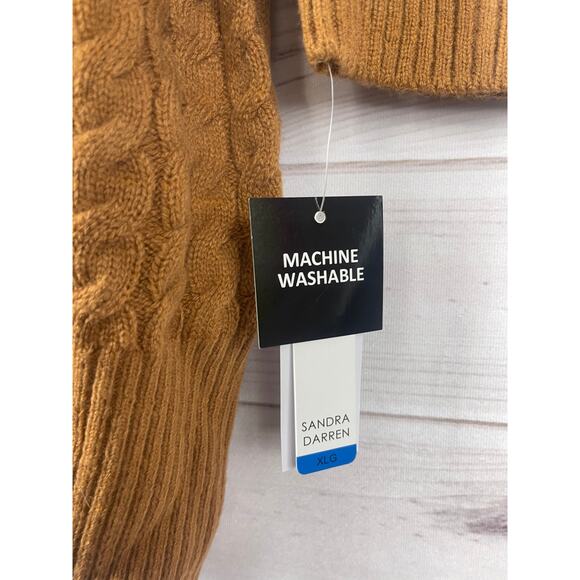 MACHINE
WASHABLE
SANDRA
DARREN
XLG